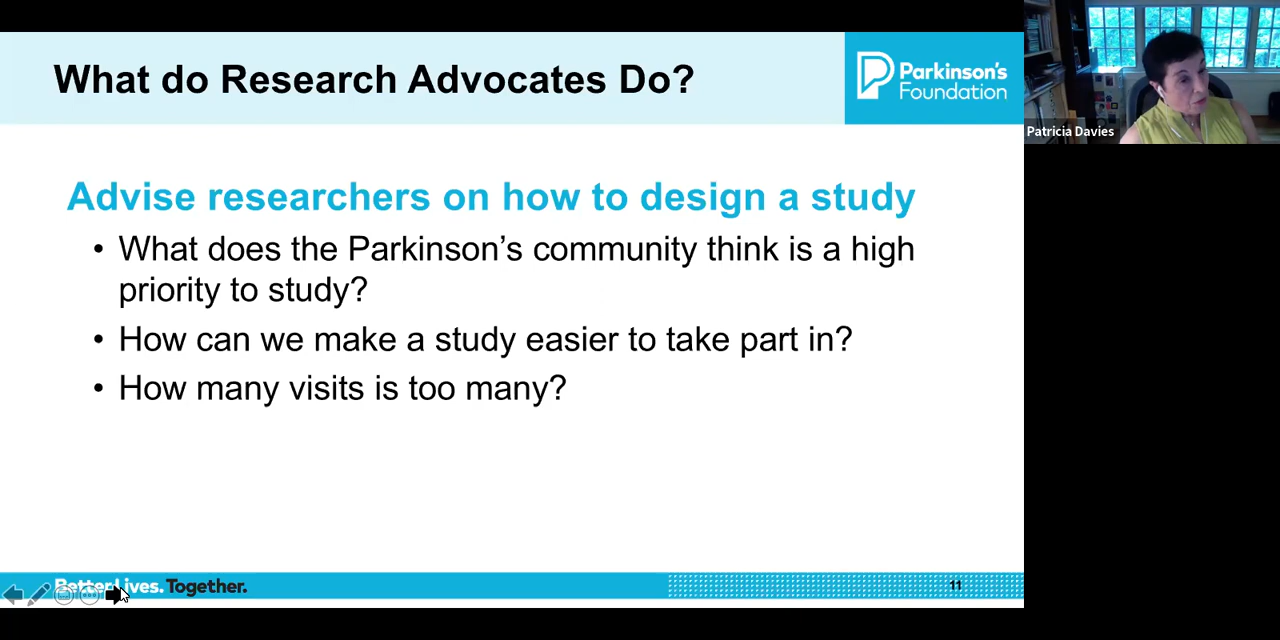 What do Research Advocates Do?
Parkinson's
Foundation
Patricia Davies
Advise researchers on how to design a study
• What does the Parkinson’s community think is a high
priority to study?
• How can we make a study easier to take part in?
• How many visits is too many?
Better Lives. Together.
11